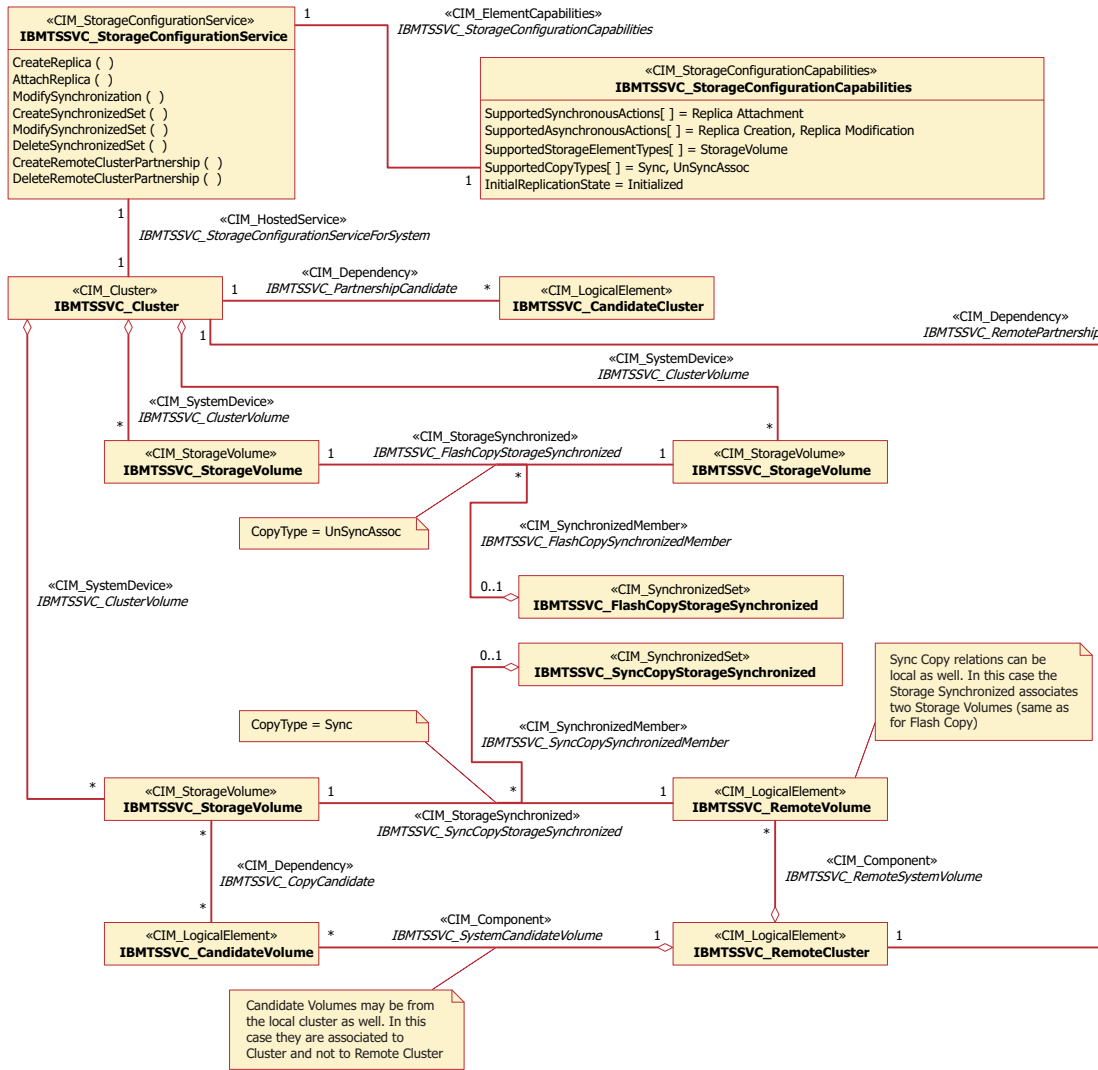 «CIM_StorageConfigurationService»
IBMTSSVC_StorageConfigurationService
CreateReplica ( )
AttachReplica ( )
ModifySynchronization ( )
CreateSynchronizedSet ( )
ModifySynchronizedSet ( )
DeleteSynchronizedSet ( )
CreateRemoteClusterPartnership ( )
DeleteRemoteClusterPartnership ( )
1
«CIM_ElementCapabilities»
IBMTSSVC_StorageConfigurationCapabilities
«CIM_StorageConfigurationCapabilities»
IBMTSSVC_StorageConfigurationCapabilities
SupportedSynchronousActions[ ] = Replica Attachment
SupportedAsynchronousActions[ ] = Replica Creation, Replica Modification
SupportedStorageElementTypes[ ] = StorageVolume
SupportedCopyTypes[ ] = Sync, UnSyncAssoc
InitialReplicationState = Initialized
1
1
«CIM_HostedService»
IBMTSSVC_StorageConfigurationServiceForSystem
1
«CIM_Cluster»
IBMTSSVC_Cluster
1
«CIM_Dependency»
IBMTSSVC_PartnershipCandidate
*
«CIM_LogicalElement»
IBMTSSVC_CandidateCluster
1
«CIM_Dependency»
IBMTSSVC_RemotePartnership
«CIM_SystemDevice»
IBMTSSVC_ClusterVolume
«CIM_SystemDevice»
IBMTSSVC_ClusterVolume
*
*
«CIM_StorageVolume»
IBMTSSVC_StorageVolume
1
«CIM_StorageSynchronized»
IBMTSSVC_FlashCopyStorageSynchronized
1
«CIM_StorageVolume»
IBMTSSVC_StorageVolume
*
CopyType = UnSyncAssoc
«CIM_SynchronizedMember»
IBMTSSVC_FlashCopySynchronizedMember
«CIM_SystemDevice»
IBMTSSVC_ClusterVolume
0..1
«CIM_SynchronizedSet»
IBMTSSVC_FlashCopyStorageSynchronized
0..1
«CIM_SynchronizedSet»
IBMTSSVC_SyncCopyStorageSynchronized
Sync Copy relations can be
local as well. In this case the
Storage Synchronized associates
two Storage Volumes (same as
for Flash Copy)
CopyType = Sync
«CIM_SynchronizedMember»
IBMTSSVC_SyncCopySynchronizedMember
*
«CIM_StorageVolume»
IBMTSSVC_StorageVolume
1
*
1
«CIM_StorageSynchronized»
IBMTSSVC_SyncCopyStorageSynchronized
«CIM_LogicalElement»
IBMTSSVC_RemoteVolume
*
*
«CIM_Dependency»
IBMTSSVC_CopyCandidate
*
«CIM_Component»
IBMTSSVC_RemoteSystemVolume
«CIM_LogicalElement»
IBMTSSVC_CandidateVolume
*
«CIM_Component»
IBMTSSVC_SystemCandidateVolume
1
«CIM_LogicalElement»
IBMTSSVC_RemoteCluster
1
Candidate Volumes may be from
the local cluster as well. In this
case they are associated to
Cluster and not to Remote Cluster